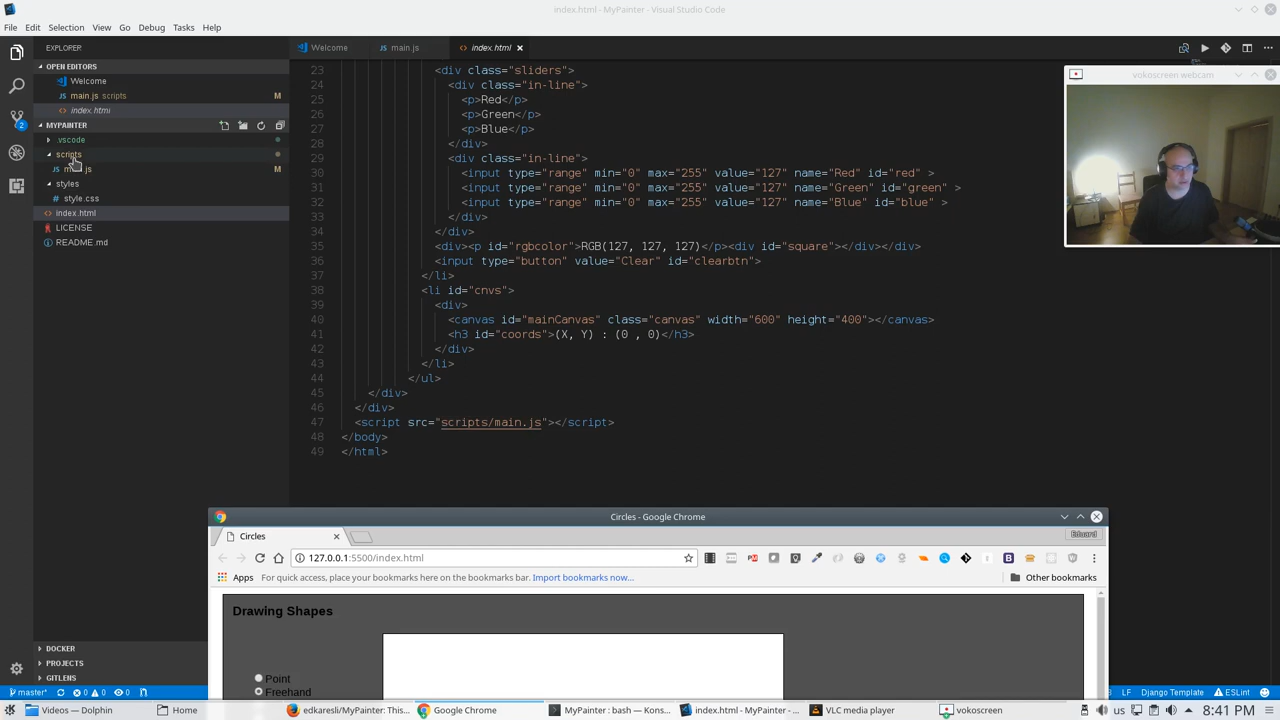 index.html - MyPainter - Visual Studio Code
File Edit Selection View Go Debug Tasks Help
EXPLORER
Welcome main.js index.html
OPEN EDITORS
Welcome
main.js scripts M
index.html
MYPAINTER
.vscode
scripts
js M
styles
style.css
index.html
LICENSE
README.md
DOCKER
PROJECTS
GITLENS
23 <div class="sliders">
24 <div class="in-line">
25 <p>Red</p>
26 <p>Green</p>
27 <p>Blue</p>
28 </div>
29 <div class="in-line">
30 <input type="range" min="0" max="255" value="127" name="Red" id="red" >
31 <input type="range" min="0" max="255" value="127" name="Green" id="green" >
32 <input type="range" min="0" max="255" value="127" name="Blue" id="blue" >
33 </div>
34 </div>
35 <div><p id="rgbcolor">RGB(127, 127, 127)</p><div id="square"></div></div>
36 <input type="button" value="Clear" id="clearbtn">
37 </li>
38 <li id="cnvs">
39 <div>
40 <canvas id="mainCanvas" class="canvas" width="600" height="400"></canvas>
41 <h3 id="coords">(X, Y) : (0 , 0)</h3>
42 </div>
43 </li>
44 </ul>
45 </div>
46 </div>
47 <script src="scripts/main.js"></script>
48 </body>
49 </html>
vokoscreen webcam
Circles - Google Chrome
Circles
Eduard
127.0.0.1:5500/index.html
Apps For quick access, place your bookmarks here on the bookmarks bar. Import bookmarks now... Other bookmarks
Drawing Shapes
Point
Freehand
master* 0 0 0 LF Django Template ESLint
Videos — Dolphin Home edkaresli/MyPainter: This... Google Chrome MyPainter : bash — Kons... index.html - MyPainter - ... VLC media player vokoscreen us 8:41 PM